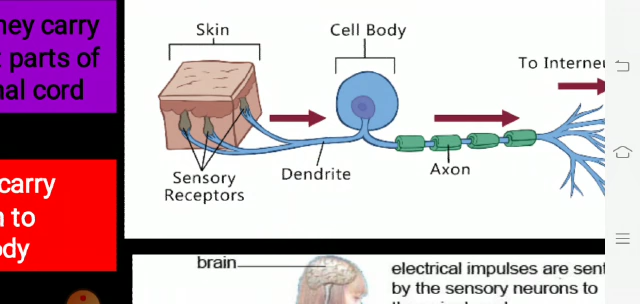 hey carry
parts of
nal cord
carry
to
ody
Skin
Cell Body
To Interne
Sensory
Receptors
Dendrite
Axon
brain
electrical impulses are sent
by the sensory neurons to